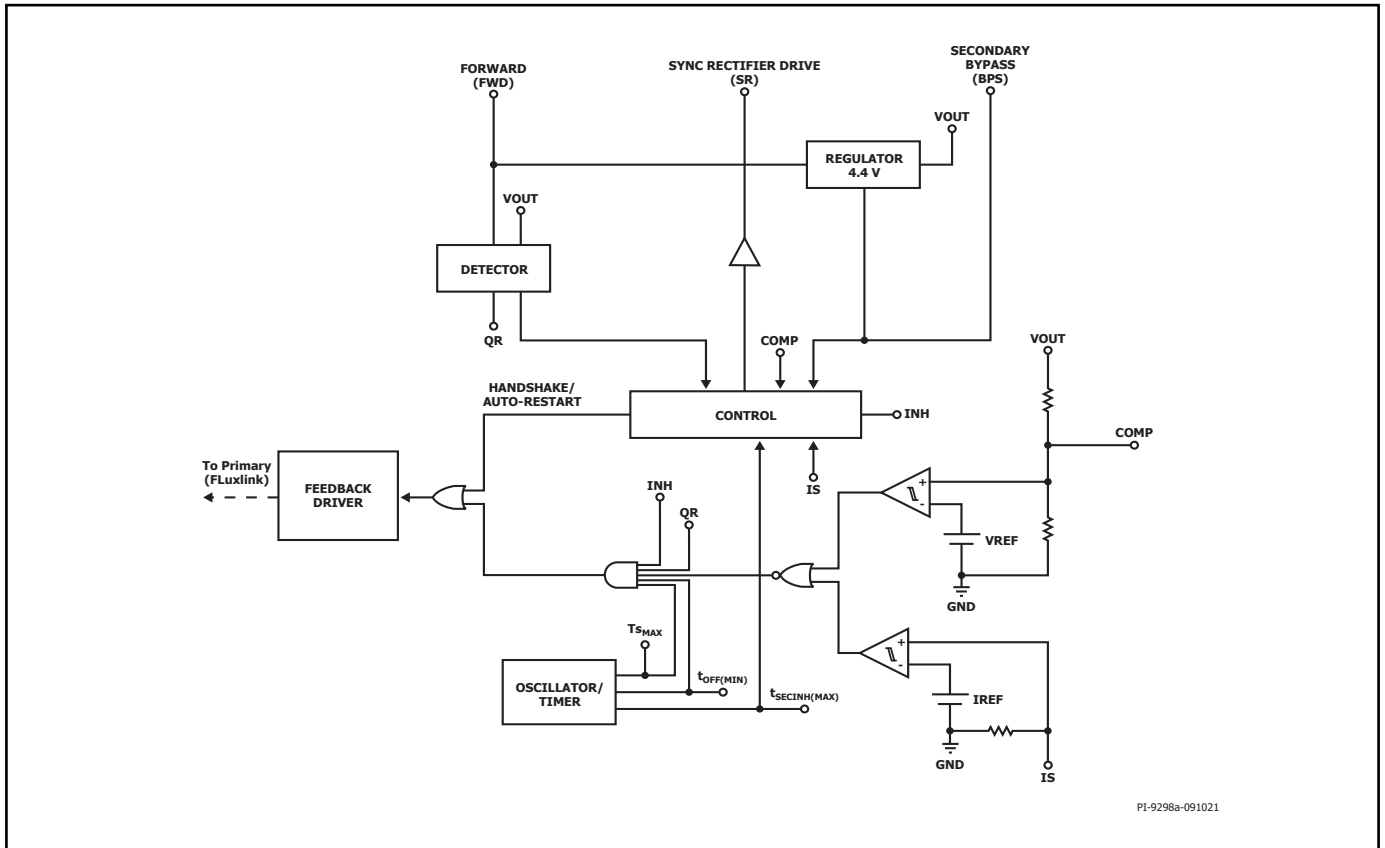 SECONDARY
BYPASS
(BPS)
SYNC RECTIFIER DRIVE
(SR)
FORWARD
(FWD)
VOUT
REGULATOR
4.4 V
VOUT
DETECTOR
QR
COMP
VOUT
HANDSHAKE/
AUTO-RESTART
CONTROL
INH
COMP
To Primary
(FLuxlink)
FEEDBACK
DRIVER
INH
IS
QR
+
-
VREF
GND
TsMAX
tOFF(MIN)
+
-
OSCILLATOR/
TIMER
tSECINH(MAX)
IREF
GND
IS
PI-9298a-091021